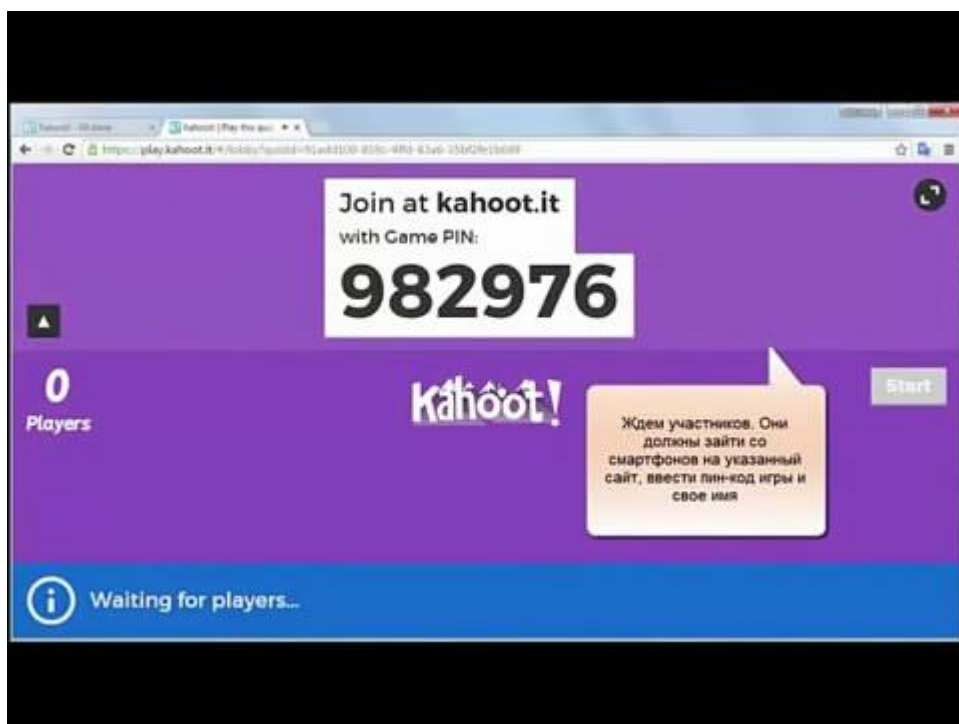 Join at kahoot.it
with Game PIN:
982976
0
Players
kahoot!
Start
Ждем участников. Они
должны зайти со
смартфонов на указанный
сайт, ввести пин-код игры и
свое имя
Waiting for players...